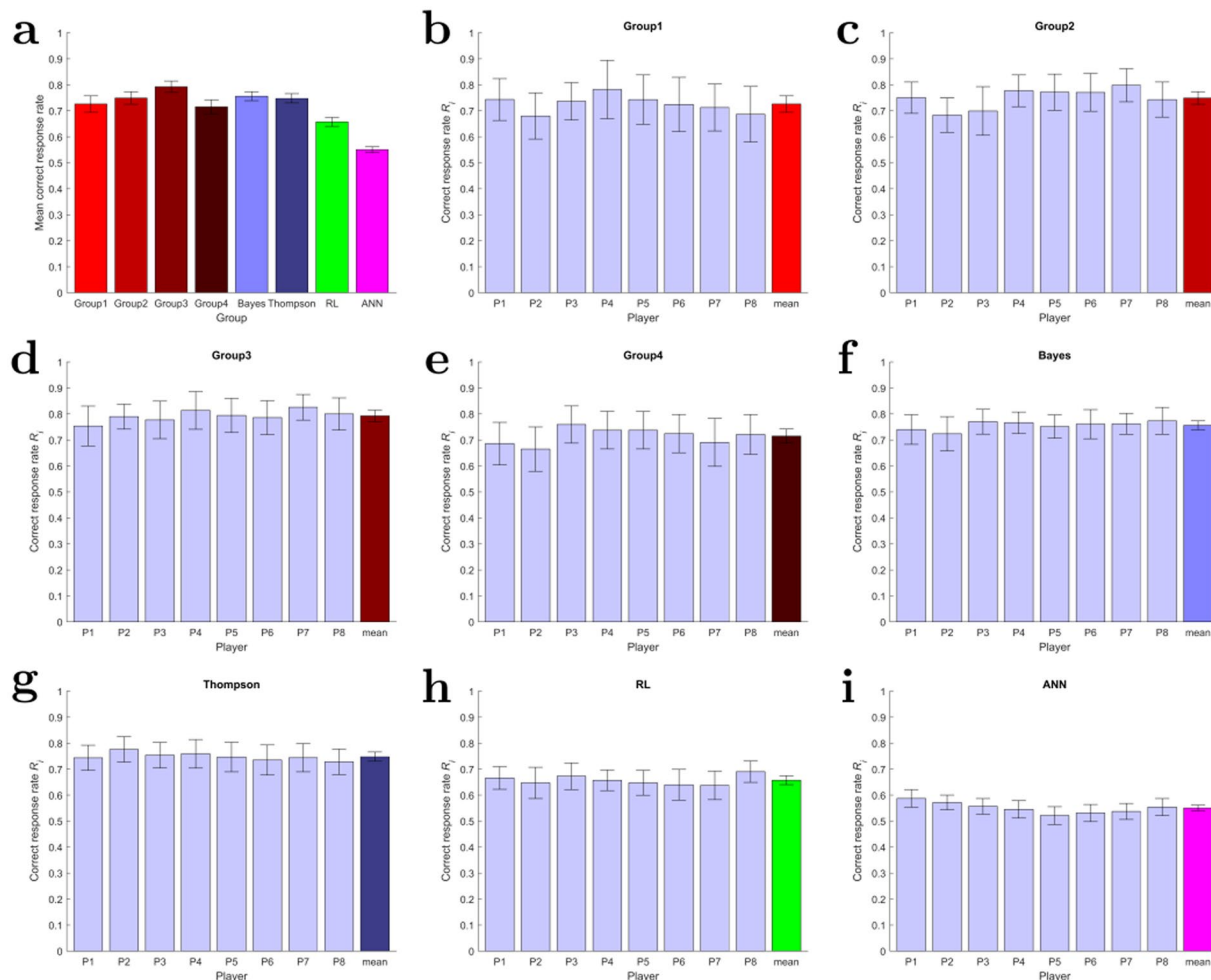 a
1
0.9
0.8
0.7
0.6
0.5
0.4
0.3
0.2
0.1
0
Mean correct response rate
Group1 Group2 Group3 Group4 Bayes Thompson RL ANN
Group
b
Group1
1
0.9
0.8
0.7
0.6
0.5
0.4
0.3
0.2
0.1
0
Correct response rate R_i
P1 P2 P3 P4 P5 P6 P7 P8 mean
Player
c
Group2
1
0.9
0.8
0.7
0.6
0.5
0.4
0.3
0.2
0.1
0
Correct response rate R_i
P1 P2 P3 P4 P5 P6 P7 P8 mean
Player
d
Group3
1
0.9
0.8
0.7
0.6
0.5
0.4
0.3
0.2
0.1
0
Correct response rate R_i
P1 P2 P3 P4 P5 P6 P7 P8 mean
Player
e
Group4
1
0.9
0.8
0.7
0.6
0.5
0.4
0.3
0.2
0.1
0
Correct response rate R_i
P1 P2 P3 P4 P5 P6 P7 P8 mean
Player
f
Bayes
1
0.9
0.8
0.7
0.6
0.5
0.4
0.3
0.2
0.1
0
Correct response rate R_i
P1 P2 P3 P4 P5 P6 P7 P8 mean
Player
g
Thompson
1
0.9
0.8
0.7
0.6
0.5
0.4
0.3
0.2
0.1
0
Correct response rate R_i
P1 P2 P3 P4 P5 P6 P7 P8 mean
Player
h
RL
1
0.9
0.8
0.7
0.6
0.5
0.4
0.3
0.2
0.1
0
Correct response rate R_i
P1 P2 P3 P4 P5 P6 P7 P8 mean
Player
i
ANN
1
0.9
0.8
0.7
0.6
0.5
0.4
0.3
0.2
0.1
0
Correct response rate R_i
P1 P2 P3 P4 P5 P6 P7 P8 mean
Player